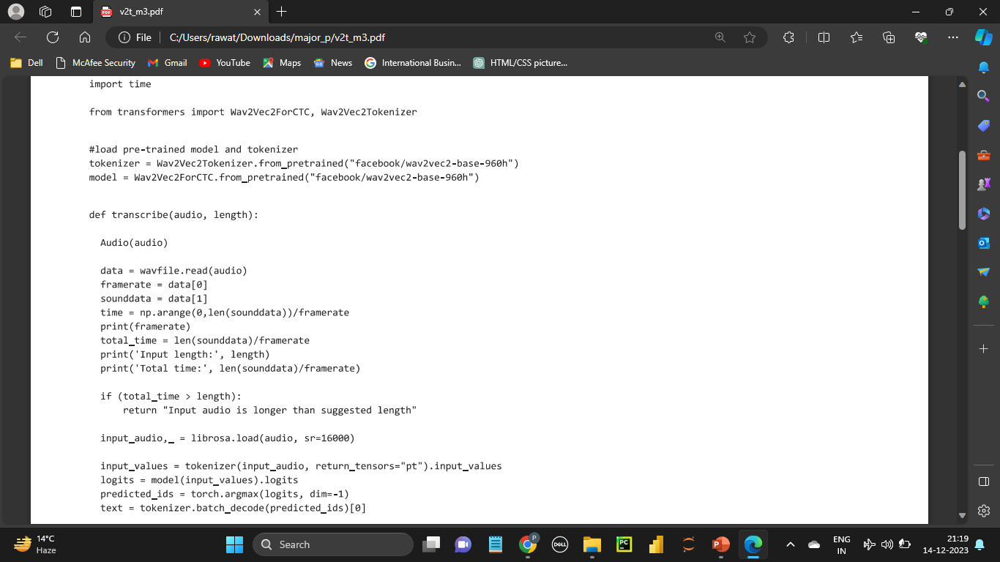 v2t_m3.pdf
File
C:/Users/rawat/Downloads/major_p/v2t_m3.pdf
Dell
McAfee Security
Gmail
YouTube
Maps
News
International Busin...
HTML/CSS picture...
import time
from transformers import Wav2Vec2ForCTC, Wav2Vec2Tokenizer
#load pre-trained model and tokenizer
tokenizer = Wav2Vec2Tokenizer.from_pretrained("facebook/wav2vec2-base-960h")
model = Wav2Vec2ForCTC.from_pretrained("facebook/wav2vec2-base-960h")
def transcribe(audio, length):
Audio(audio)
data = wavfile.read(audio)
framerate = data[0]
sounddata = data[1]
time = np.arange(0,len(sounddata))/framerate
print(framerate)
total_time = len(sounddata)/framerate
print('Input length:', length)
print('Total time:', len(sounddata)/framerate)
if (total_time > length):
return "Input audio is longer than suggested length"
input_audio,_ = librosa.load(audio, sr=16000)
input_values = tokenizer(input_audio, return_tensors="pt").input_values
logits = model(input_values).logits
predicted_ids = torch.argmax(logits, dim=-1)
text = tokenizer.batch_decode(predicted_ids)[0]
14°C
Haze
Search
ENG
IN
21:19
14-12-2023